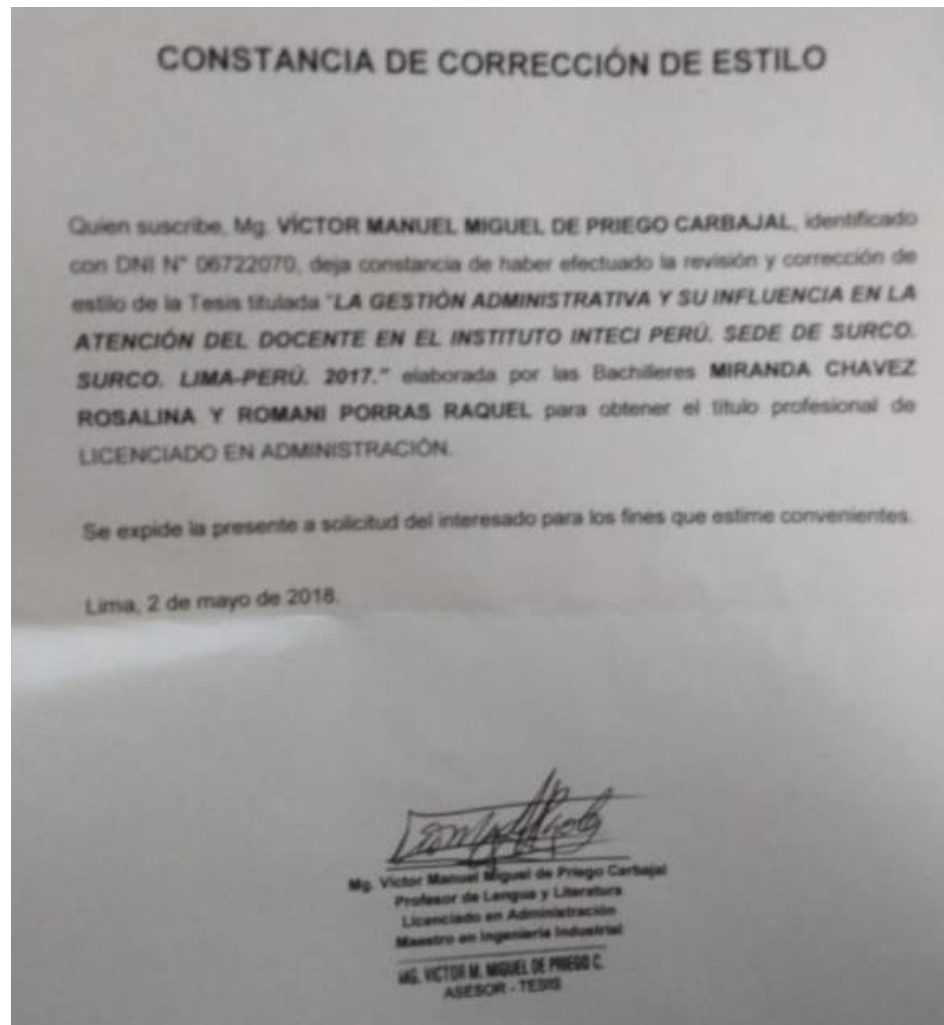 CONSTANCIA DE CORRECCIÓN DE ESTILO
Quien suscribe, Mg. VÍCTOR MANUEL MIGUEL DE PRIEGO CARBAJAL, identificado
con DNI N° 06722070, deja constancia de haber efectuado la revisión y corrección de
estilo de la Tesis titulada "LA GESTIÓN ADMINISTRATIVA Y SU INFLUENCIA EN LA
ATENCIÓN DEL DOCENTE EN EL INSTITUTO INTECI PERÚ. SEDE DE SURCO.
SURCO. LIMA-PERÚ. 2017." elaborada por las Bachilleres MIRANDA CHAVEZ
ROSALINA Y ROMANI PORRAS RAQUEL para obtener el título profesional de
LICENCIADO EN ADMINISTRACIÓN.
Se expide la presente a solicitud del interesado para los fines que estime convenientes.
Lima, 2 de mayo de 2018.
Mg. Víctor Manuel Miguel de Priego Carbajal
Profesor de Lengua y Literatura
Licenciado en Administración
Maestro en Ingeniería Industrial
MG. VICTOR M. MIGUEL DE PRIEGO C.
ASESOR - TESIS